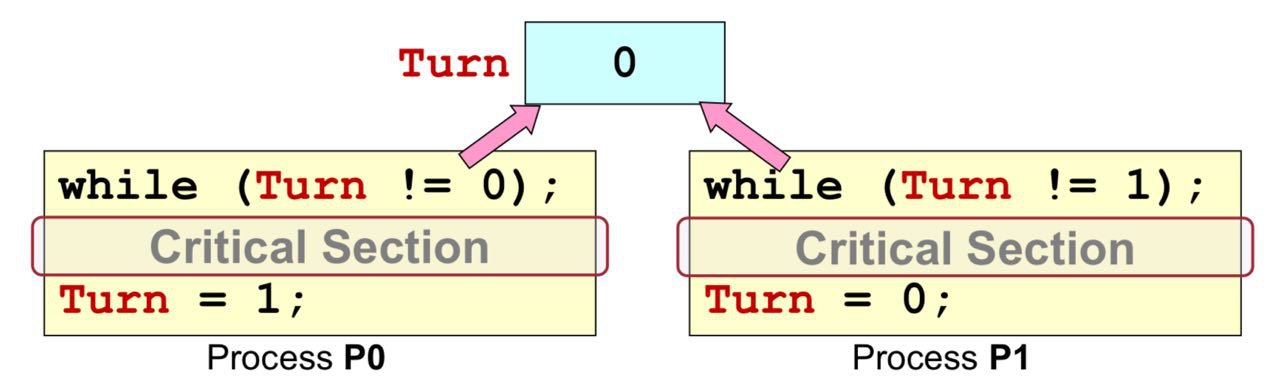 Turn 0
while (Turn != 0);
Critical Section
Turn = 1;
Process P0
while (Turn != 1);
Critical Section
Turn = 0;
Process P1